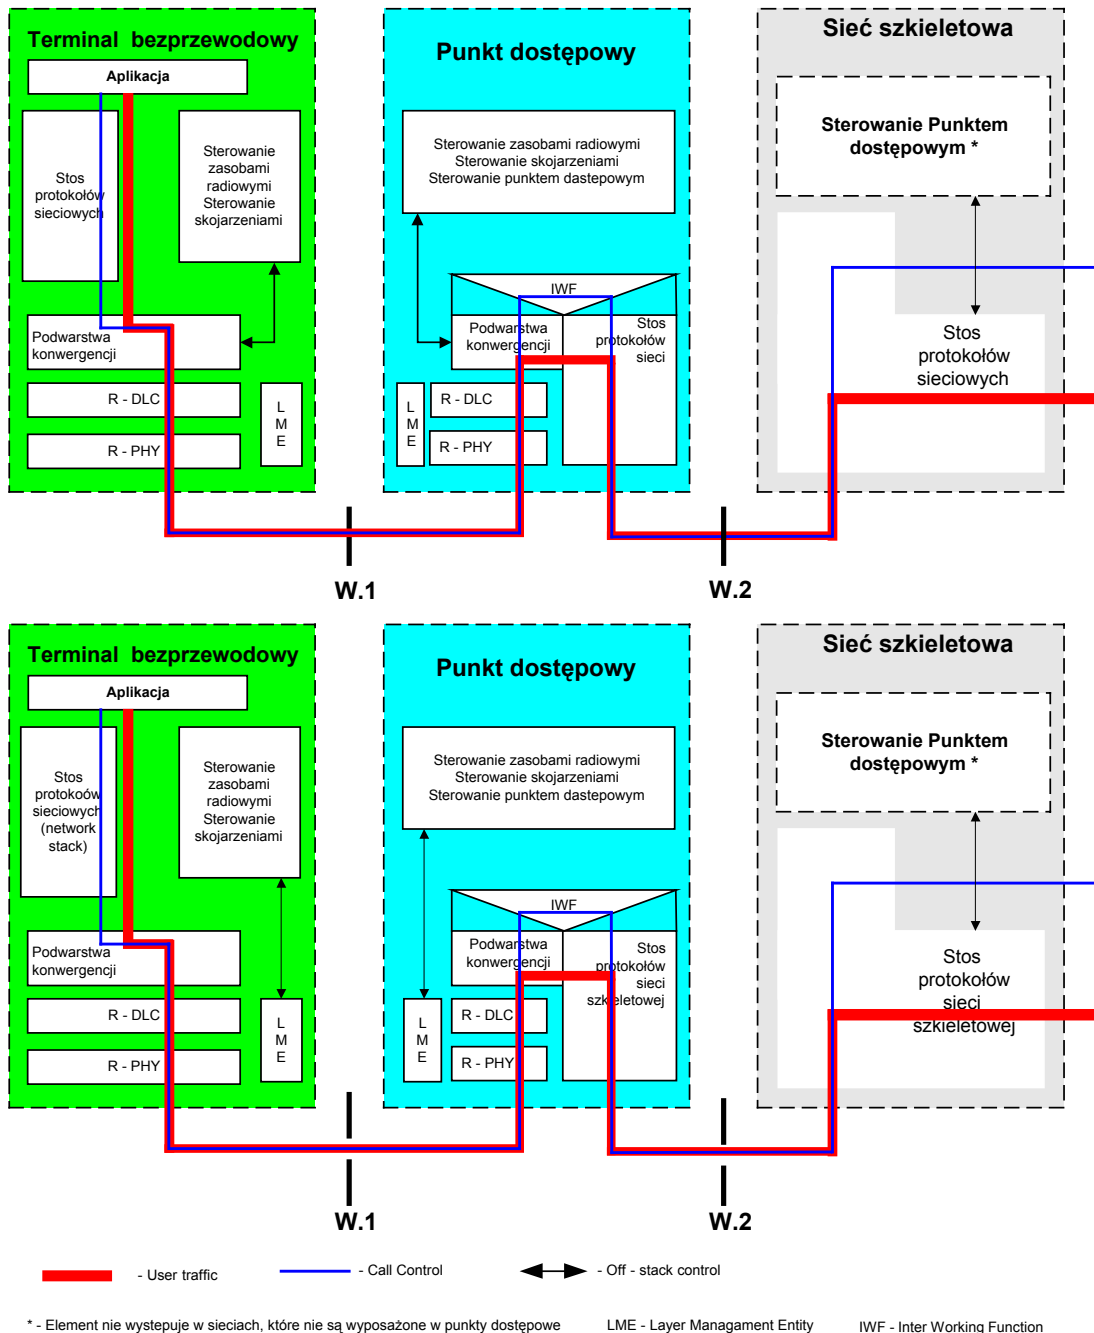 Terminal bezprzewodowy
Aplikacja
Stos
protokołów
sieciowych
Sterowanie
zasobami
radiowymi
Sterowanie
skojarzeniami
Podwarstwa
konwergencji
R - DLC
R - PHY
L
M
E
Punkt dostępowy
Sterowanie zasobami radiowymi
Sterowanie skojarzeniami
Sterowanie punktem dastepowym
IWF
Podwarstwa
konwergencji
Stos
protokołów
sieci
L
M
E
R - DLC
R - PHY
Sieć szkieletowa
Sterowanie Punktem
dostępowym *
Stos
protokołów
sieciowych
W.1
W.2
Terminal bezprzewodowy
Aplikacja
Stos
protokoów
sieciowych
(network
stack)
Sterowanie
zasobami
radiowymi
Sterowanie
skojarzeniami
Podwarstwa
konwergencji
R - DLC
R - PHY
L
M
E
Punkt dostępowy
Sterowanie zasobami radiowymi
Sterowanie skojarzeniami
Sterowanie punktem dastepowym
IWF
Podwarstwa
konwergencji
Stos
protokołów
sieci
szkieletowej
L
M
E
R - DLC
R - PHY
Sieć szkieletowa
Sterowanie Punktem
dostępowym *
Stos
protokołów
sieci
szkieletowej
W.1
W.2
- User traffic
- Call Control
- Off - stack control
* - Element nie wystepuje w sieciach, które nie są wyposażone w punkty dostępowe
LME - Layer Managament Entity
IWF - Inter Working Function